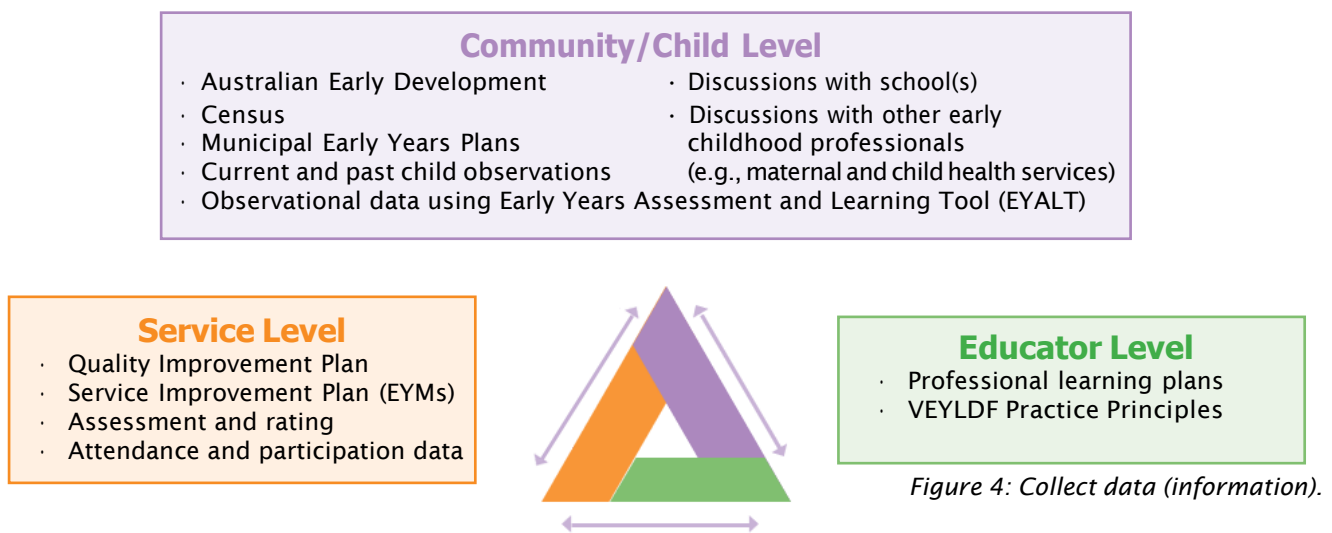 Community/Child Level
· Australian Early Development
· Census
· Municipal Early Years Plans
· Current and past child observations
· Discussions with school(s)
· Discussions with other early
childhood professionals
(e.g., maternal and child health services)
· Observational data using Early Years Assessment and Learning Tool (EYALT)
Service Level
· Quality Improvement Plan
· Service Improvement Plan (EYMs)
· Assessment and rating
· Attendance and participation data
Educator Level
· Professional learning plans
· VEYLDF Practice Principles
Figure 4: Collect data (information).